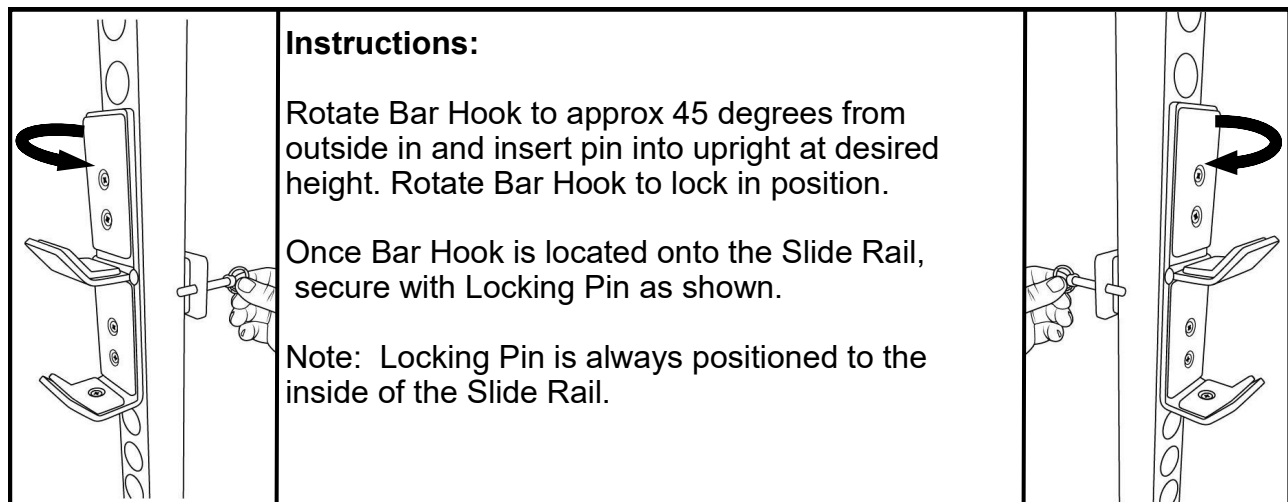 Instructions:
Rotate Bar Hook to approx 45 degrees from
outside in and insert pin into upright at desired
height. Rotate Bar Hook to lock in position.
Once Bar Hook is located onto the Slide Rail,
secure with Locking Pin as shown.
Note: Locking Pin is always positioned to the
inside of the Slide Rail.